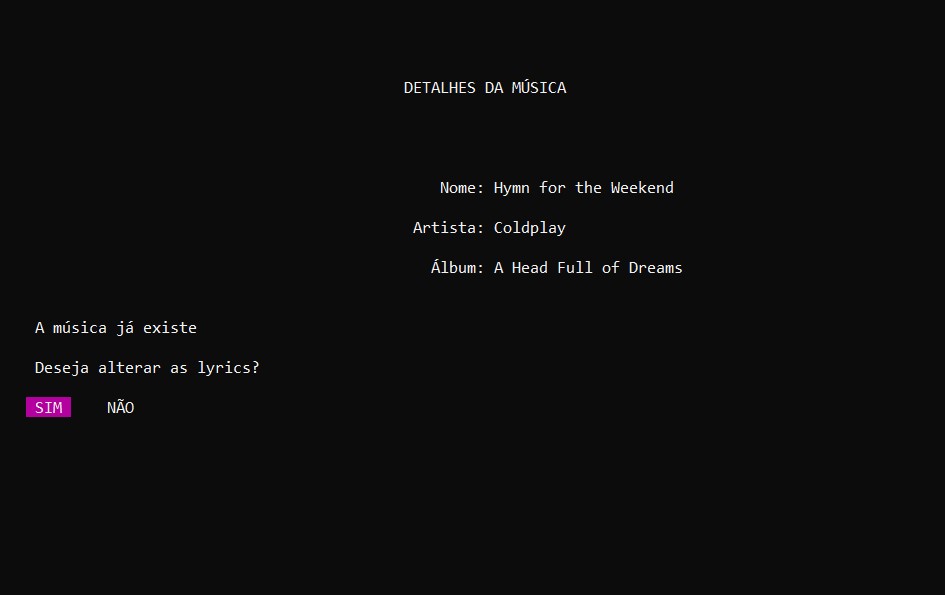 DETALHES DA MÚSICA
Nome: Hymn for the Weekend
Artista: Coldplay
Álbum: A Head Full of Dreams
A música já existe
Deseja alterar as lyrics?
SIM NÃO